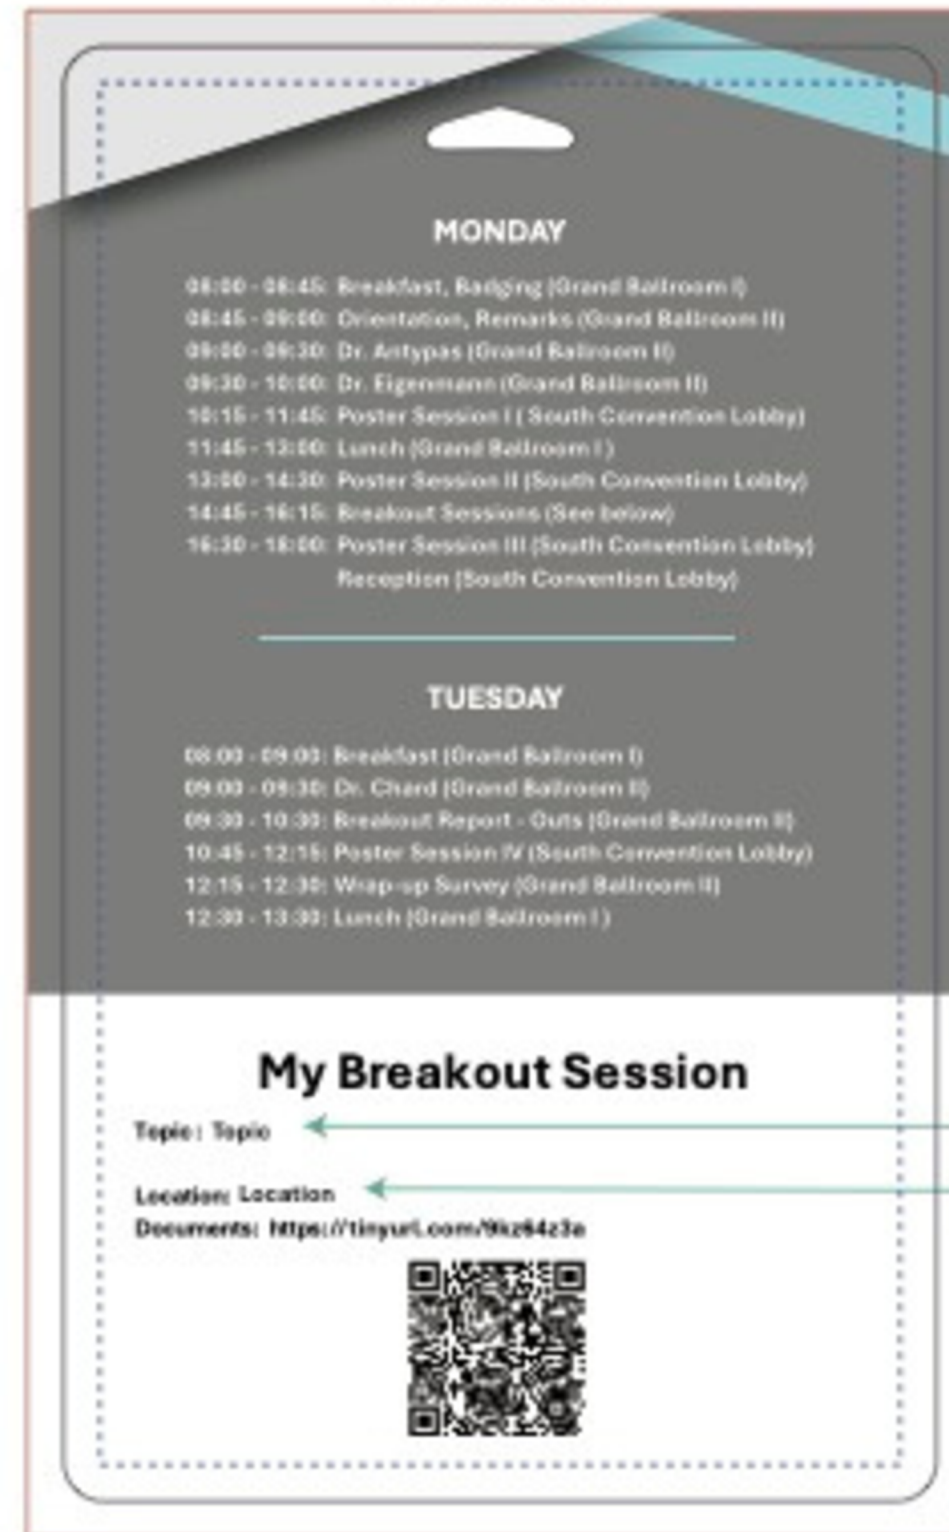 MONDAY
08:00 - 08:45: Breakfast, Badging (Grand Ballroom I)
08:45 - 09:00: Orientation, Remarks (Grand Ballroom II)
09:00 - 09:30: Dr. Antypas (Grand Ballroom II)
09:30 - 10:00: Dr. Eigenmann (Grand Ballroom II)
10:15 - 11:45: Poster Session I ( South Convention Lobby)
11:45 - 13:00: Lunch (Grand Ballroom I )
13:00 - 14:30: Poster Session II (South Convention Lobby)
14:45 - 16:15: Breakout Sessions (See below)
16:30 - 18:00: Poster Session III (South Convention Lobby)
Reception (South Convention Lobby)
TUESDAY
08:00 - 09:00: Breakfast (Grand Ballroom I)
09:00 - 09:30: Dr. Chard (Grand Ballroom II)
09:30 - 10:30: Breakout Report - Outs (Grand Ballroom II)
10:45 - 12:15: Poster Session IV (South Convention Lobby)
12:15 - 12:30: Wrap-up Survey (Grand Ballroom II)
12:30 - 13:30: Lunch (Grand Ballroom I )
My Breakout Session
Topic: Topic
Location: Location
Documents: https://tinyurl.com/9kz64z3a